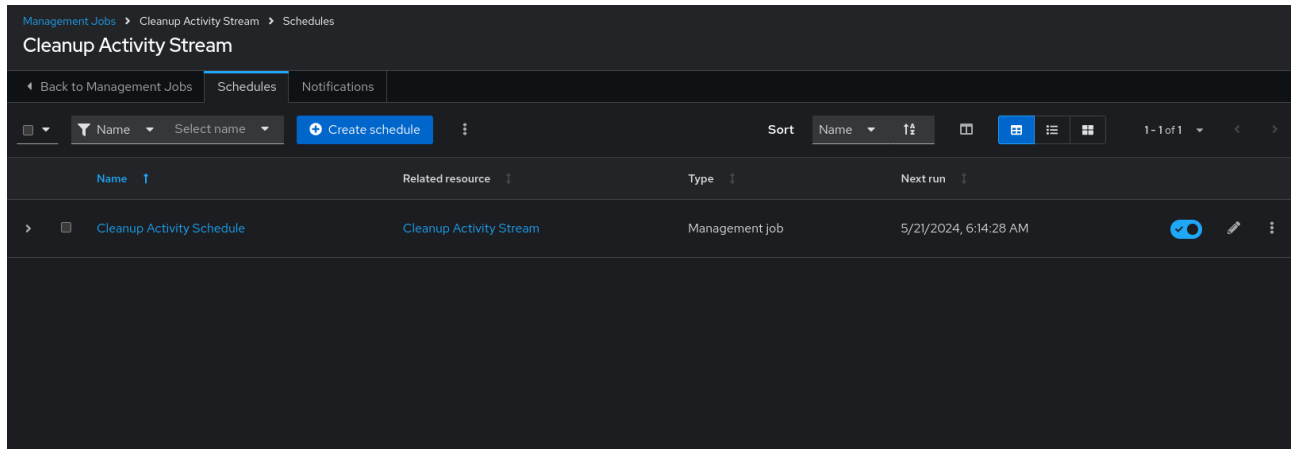 Management Jobs > Cleanup Activity Stream > Schedules
Cleanup Activity Stream
Back to Management Jobs Schedules Notifications
Name Select name Create schedule Sort Name 1 - 1 of 1
Name Related resource Type Next run
Cleanup Activity Schedule Cleanup Activity Stream Management job 5/21/2024, 6:14:28 AM